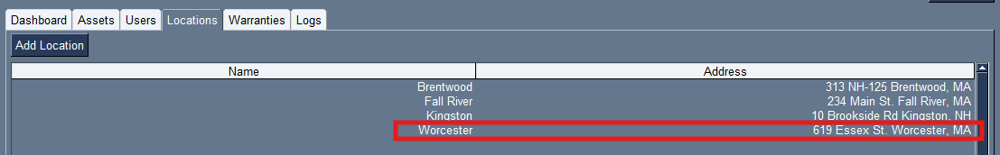 Dashboard Assets Users Locations Warranties Logs
Add Location
Name Address
Brentwood 313 NH-125 Brentwood, MA
Fall River 234 Main St. Fall River, MA
Kingston 10 Brookside Rd Kingston, NH
Worcester 619 Essex St. Worcester, MA